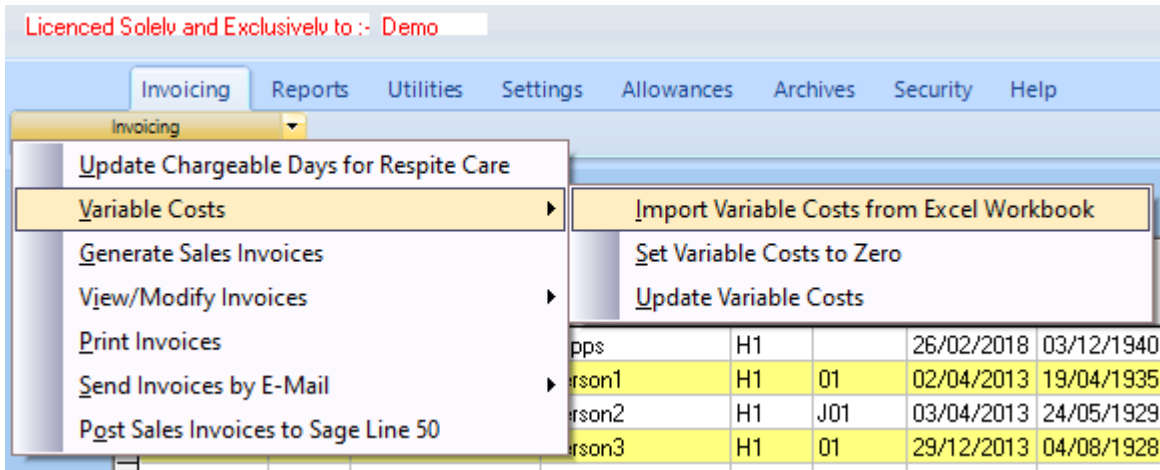 Licenced Solely and Exclusively to :- Demo
Invoicing Reports Utilities Settings Allowances Archives Security Help
Invoicing
Update Chargeable Days for Respite Care
Variable Costs
Import Variable Costs from Excel Workbook
Set Variable Costs to Zero
Update Variable Costs
Generate Sales Invoices
View/Modify Invoices
Print Invoices
Send Invoices by E-Mail
Post Sales Invoices to Sage Line 50
H1 26/02/2018 03/12/1940
H1 01 02/04/2013 19/04/1935
H1 J01 03/04/2013 24/05/1929
H1 01 29/12/2013 04/08/1928